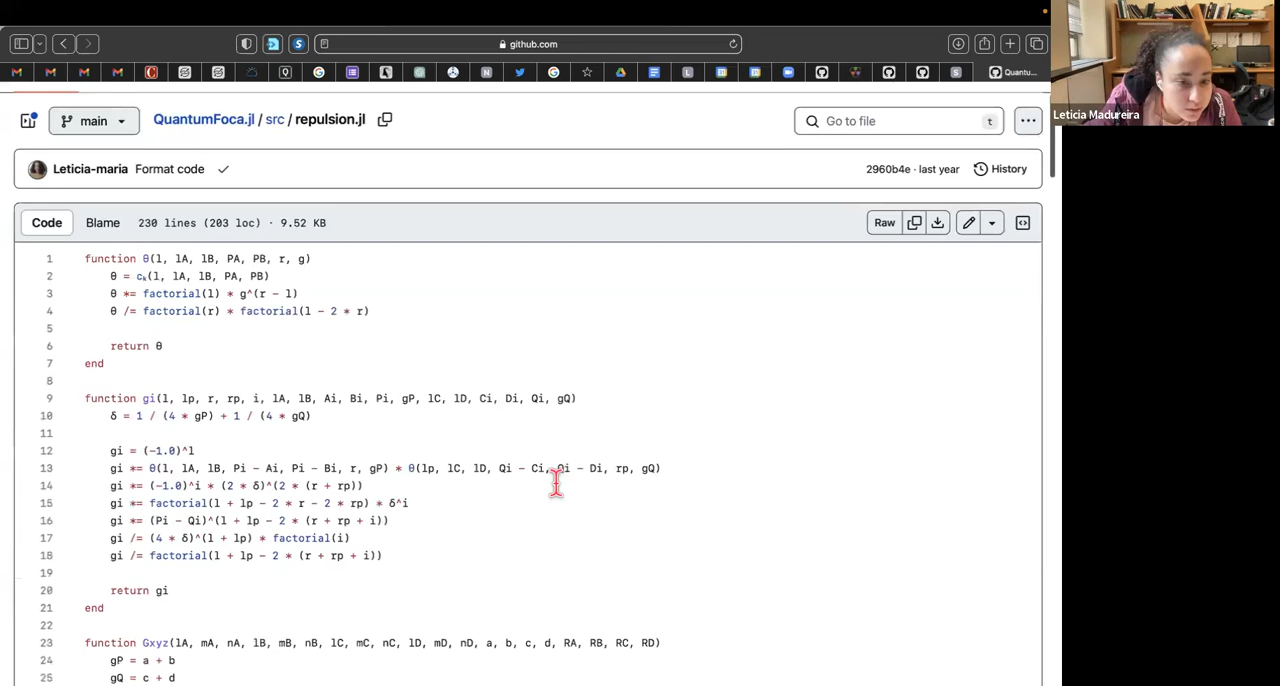 github.com
Quantu...
main
QuantumFoca.jl / src / repulsion.jl
Go to file
t
Leticia-maria Format code
2960b4e · last year
History
Code
Blame
230 lines (203 loc) · 9.52 KB
Raw
1 function θ(l, lA, lB, PA, PB, r, g)
2 θ = cₖ(l, lA, lB, PA, PB)
3 θ *= factorial(l) * g^(r - l)
4 θ /= factorial(r) * factorial(l - 2 * r)
5
6 return θ
7 end
8
9 function gi(l, lp, r, rp, i, lA, lB, Ai, Bi, Pi, gP, lC, lD, Ci, Di, Qi, gQ)
10 δ = 1 / (4 * gP) + 1 / (4 * gQ)
11
12 gi = (-1.0)^l
13 gi *= θ(l, lA, lB, Pi - Ai, Pi - Bi, r, gP) * θ(lp, lC, lD, Qi - Ci, Qi - Di, rp, gQ)
14 gi *= (-1.0)^i * (2 * δ)^(2 * (r + rp))
15 gi *= factorial(l + lp - 2 * r - 2 * rp) * δ^i
16 gi *= (Pi - Qi)^(l + lp - 2 * (r + rp + i))
17 gi /= (4 * δ)^(l + lp) * factorial(i)
18 gi /= factorial(l + lp - 2 * (r + rp + i))
19
20 return gi
21 end
22
23 function Gxyz(lA, mA, nA, lB, mB, nB, lC, mC, nC, lD, mD, nD, a, b, c, d, RA, RB, RC, RD)
24 gP = a + b
25 gQ = c + d
Leticia Madureira